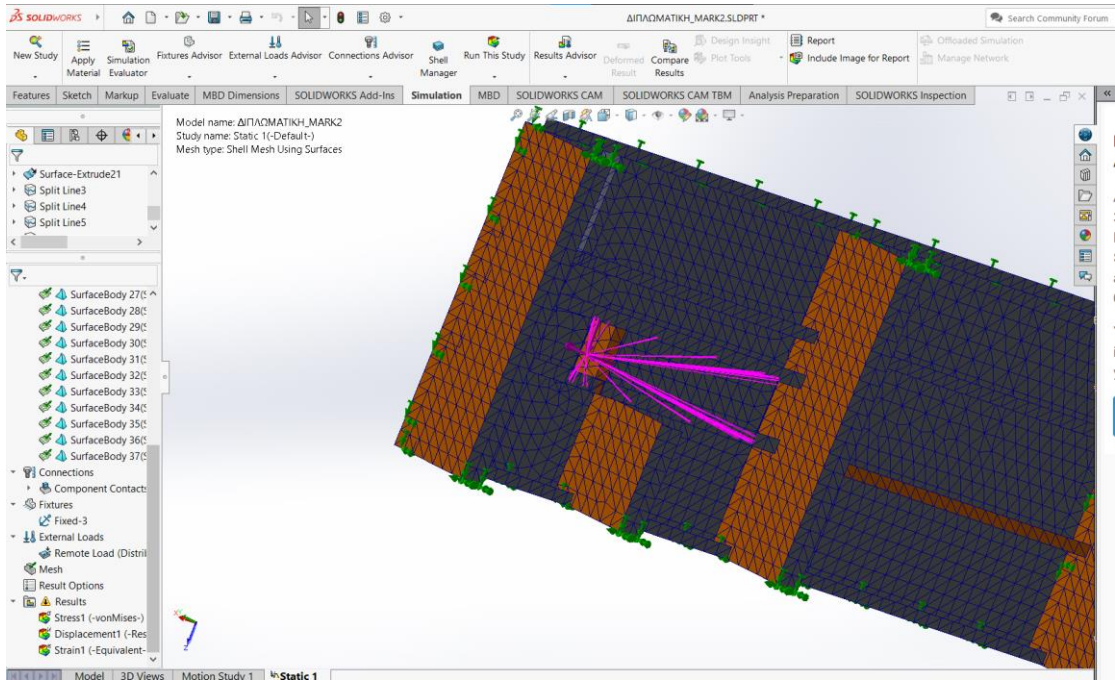 SOLIDWORKS
ΔΙΠΛΩΜΑΤΙΚΗ_MARK2.SLDPRT *
Search Community Forum
New Study
Apply Material
Simulation Evaluator
Fixtures Advisor
External Loads Advisor
Connections Advisor
Shell Manager
Run This Study
Results Advisor
Deformed Result
Compare Results
Design Insight
Plot Tools
Report
Include Image for Report
Offloaded Simulation
Manage Network
Features Sketch Markup Evaluate MBD Dimensions SOLIDWORKS Add-Ins Simulation MBD SOLIDWORKS CAM SOLIDWORKS CAM TBM Analysis Preparation SOLIDWORKS Inspection
Model name: ΔΙΠΛΩΜΑΤΙΚΗ_MARK2
Study name: Static 1(-Default-)
Mesh type: Shell Mesh Using Surfaces
Surface-Extrude21
Split Line3
Split Line4
Split Line5
SurfaceBody 27(S
SurfaceBody 28(S
SurfaceBody 29(S
SurfaceBody 30(S
SurfaceBody 31(S
SurfaceBody 32(S
SurfaceBody 33(S
SurfaceBody 34(S
SurfaceBody 35(S
SurfaceBody 36(S
SurfaceBody 37(S
Connections
Component Contacts
Fixtures
Fixed-3
External Loads
Remote Load (Distril
Mesh
Result Options
Results
Stress1 (-vonMises-)
Displacement1 (-Res
Strain1 (-Equivalent-
Model 3D Views Motion Study 1 Static 1